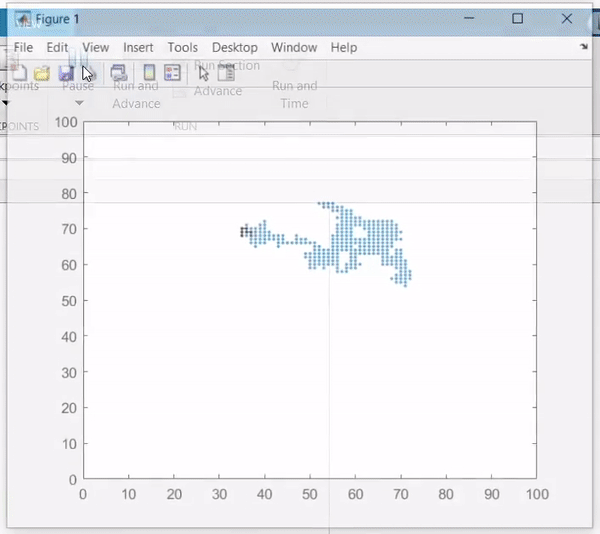 Figure 1
VIEW
File Edit View Insert Tools Desktop Window Help
Run Section
kpoints Pause Run and Advance Run and
Advance Time
KPOINTS RUN
100
90
80
70
60
50
40
30
20
10
0
0 10 20 30 40 50 60 70 80 90 100